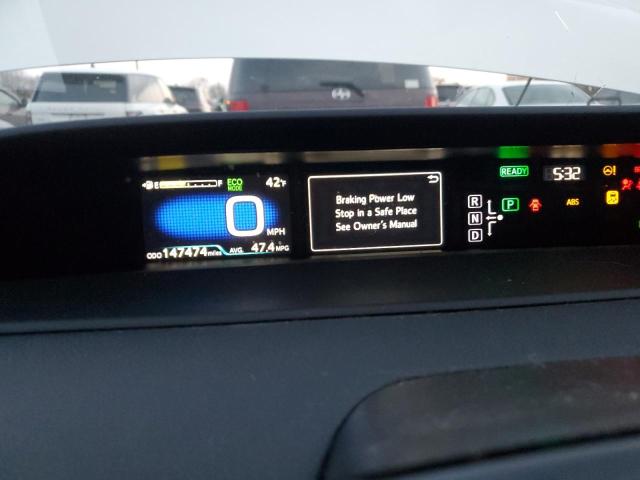 E F ECO MODE 42°F
0 MPH
ODO 147474 miles AVG. 47.4 MPG
Braking Power Low
Stop in a Safe Place
See Owner's Manual
READY 5:32
R
N
D
P
ABS